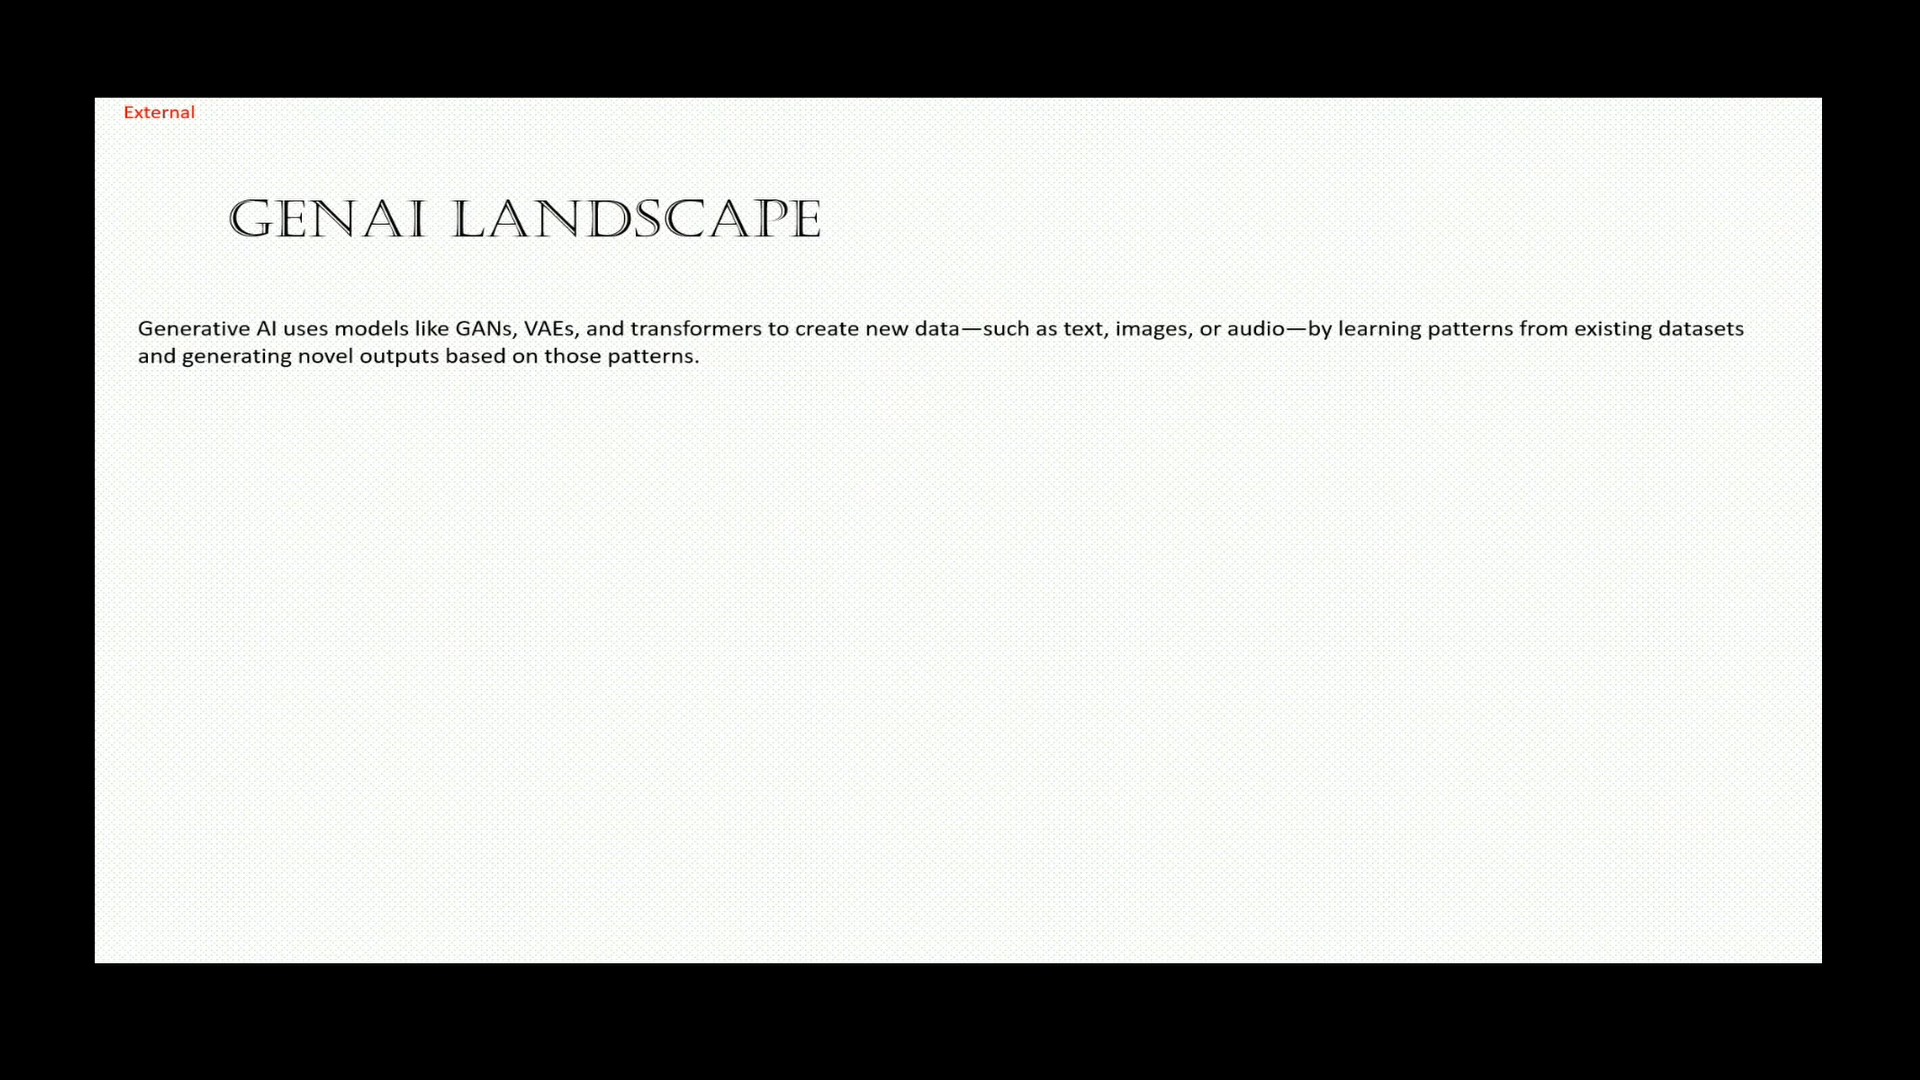 External
GENAI LANDSCAPE
Generative AI uses models like GANs, VAEs, and transformers to create new data—such as text, images, or audio—by learning patterns from existing datasets
and generating novel outputs based on those patterns.